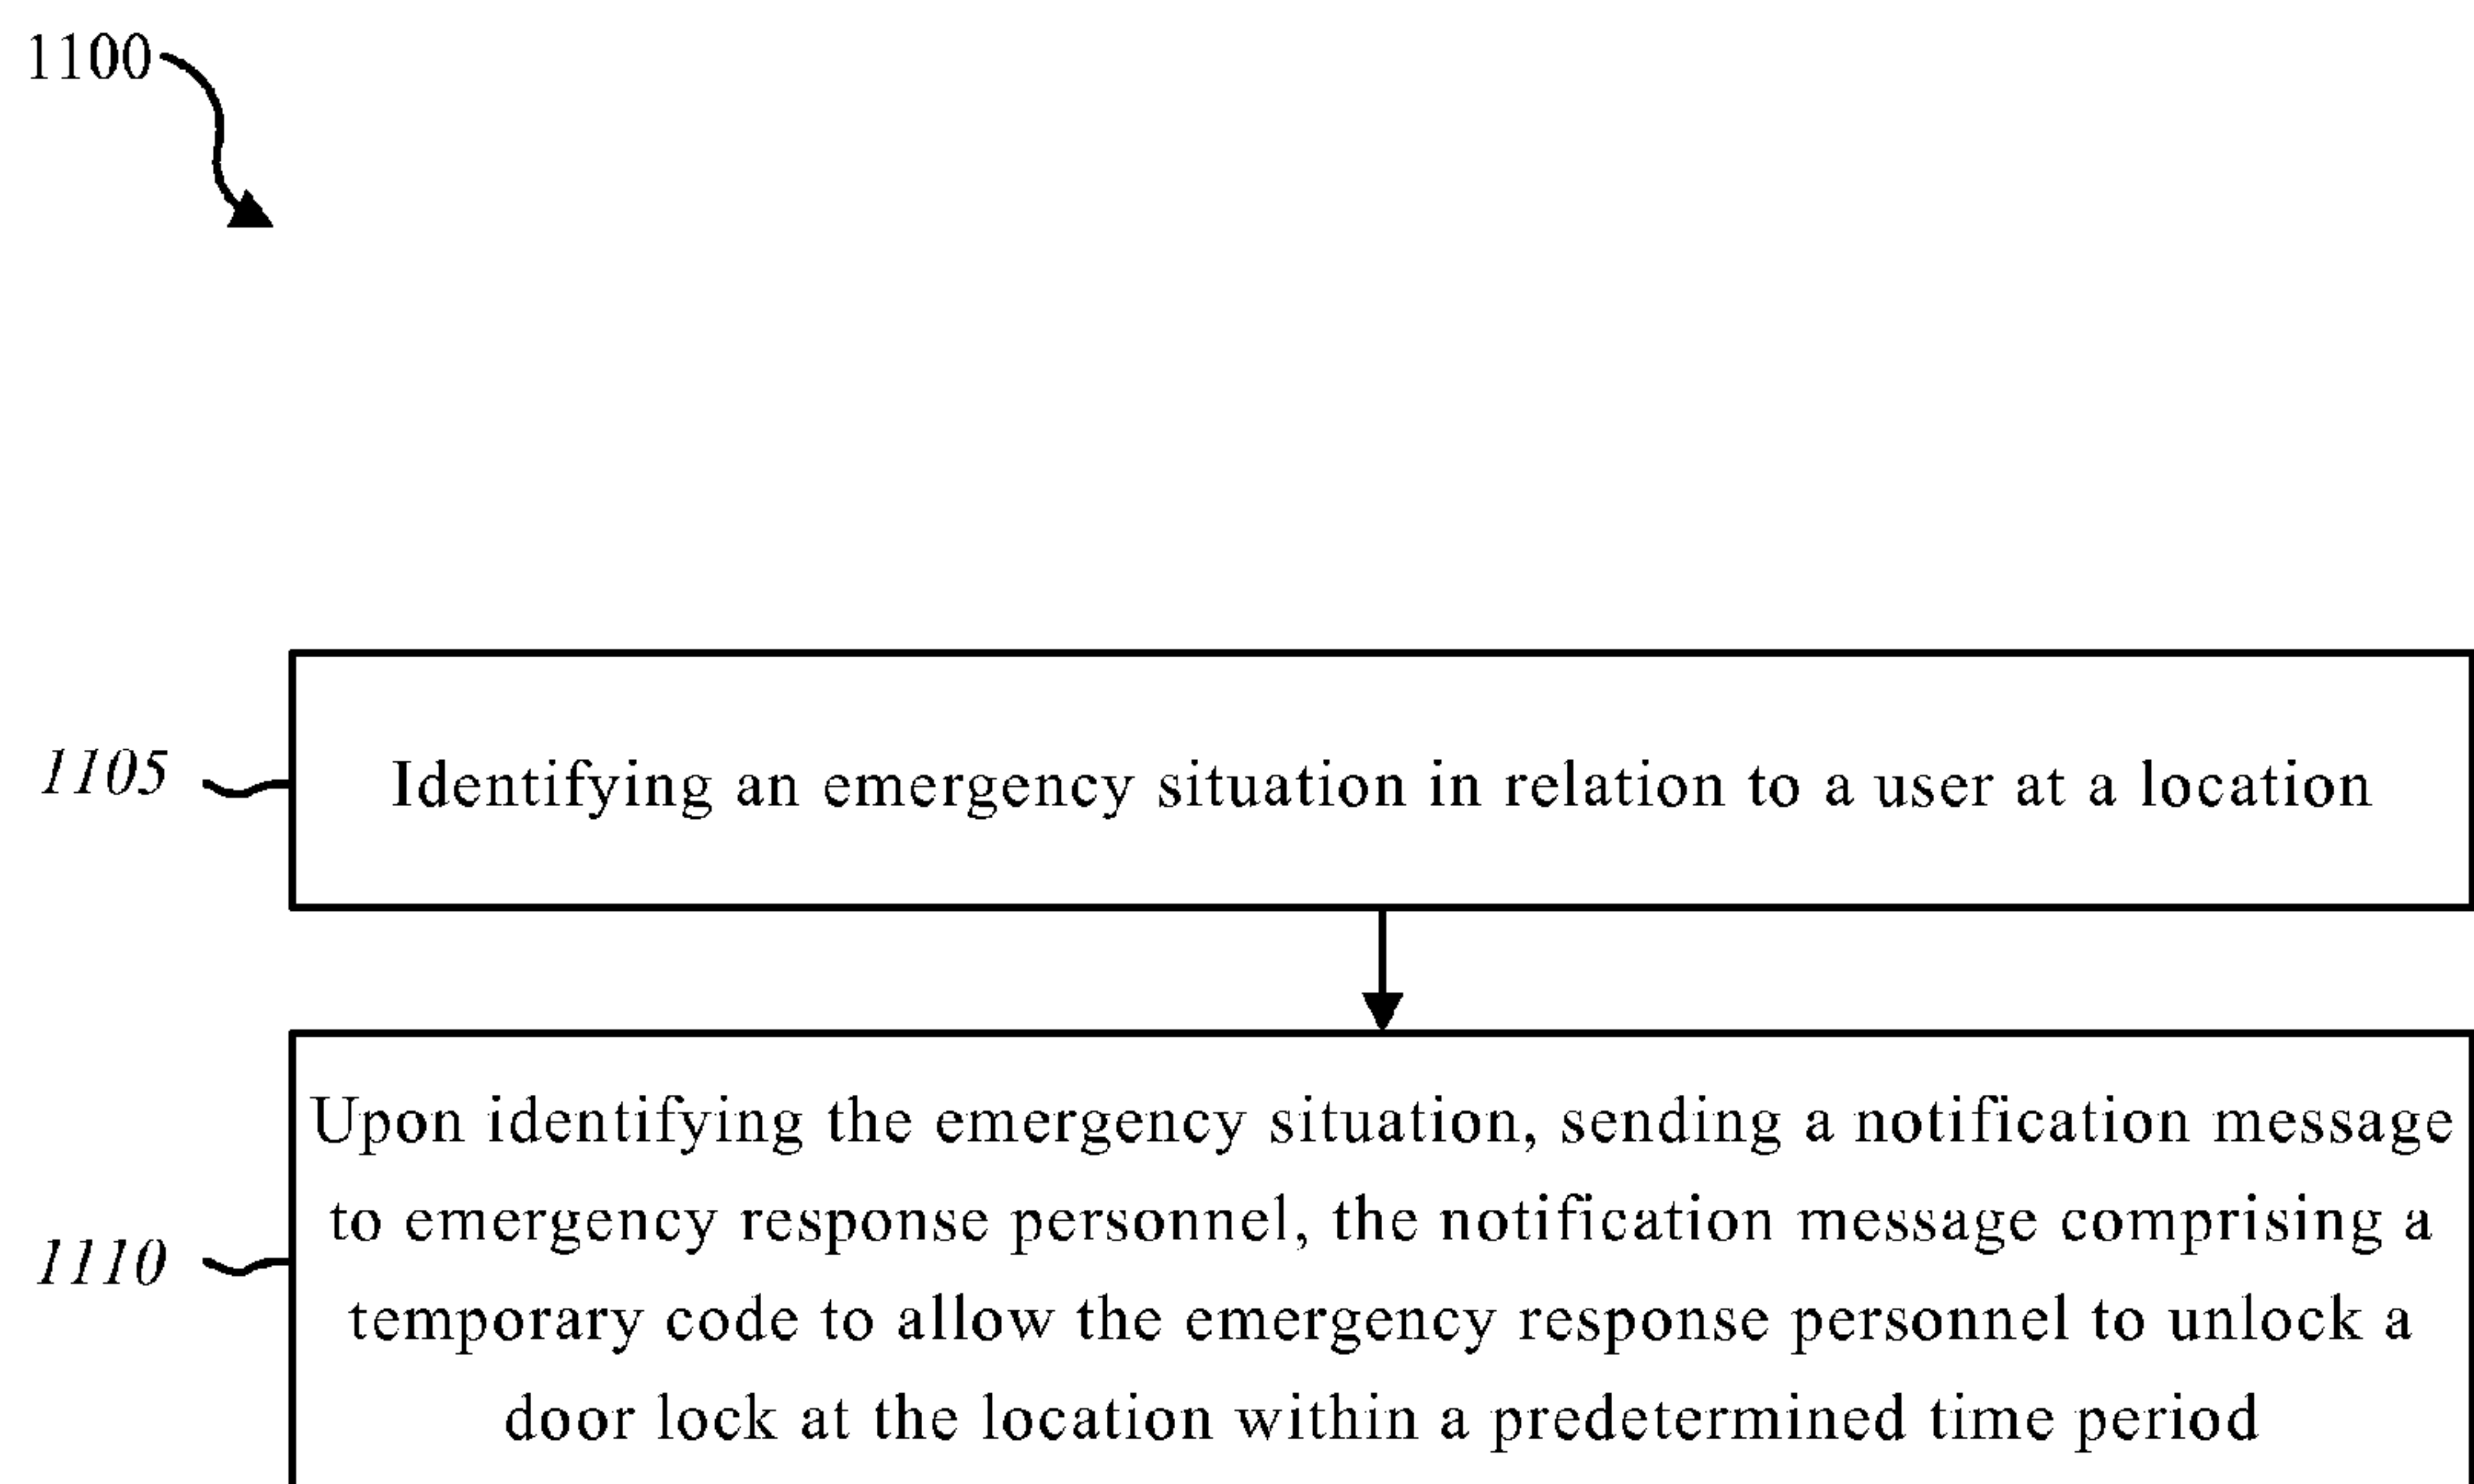 1100
1105
Identifying an emergency situation in relation to a user at a location
Upon identifying the emergency situation, sending a notification message
to emergency response personnel, the notification message comprising a
1110
temporary code to allow the emergency response personnel to unlock a
door lock at the location within a predetermined time period